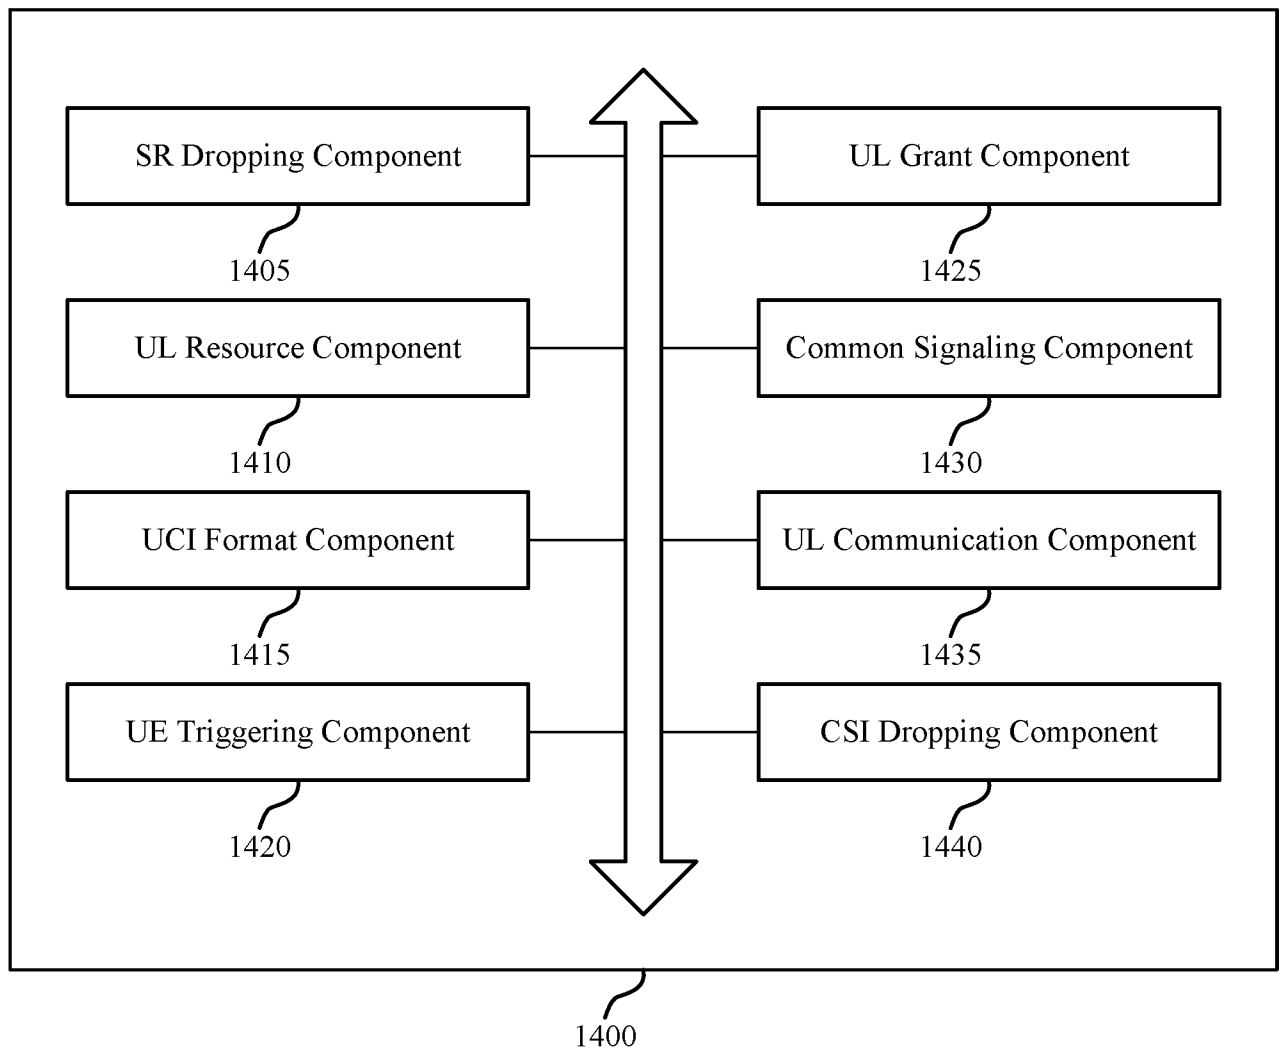 SR Dropping Component
1405
UL Grant Component
1425
UL Resource Component
1410
Common Signaling Component
1430
UCI Format Component
1415
UL Communication Component
1435
UE Triggering Component
1420
CSI Dropping Component
1440
1400